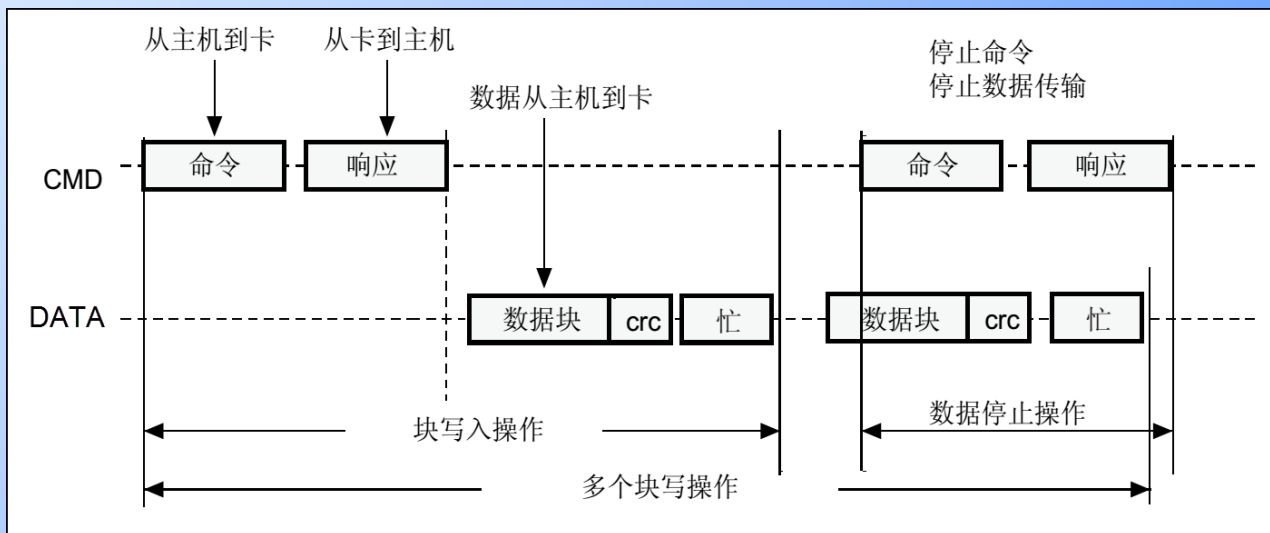 从主机到卡
从卡到主机
停止命令
停止数据传输
数据从主机到卡
CMD
命令
响应
命令
响应
DATA
数据块
crc
忙
数据块
crc
忙
块写入操作
数据停止操作
多个块写操作